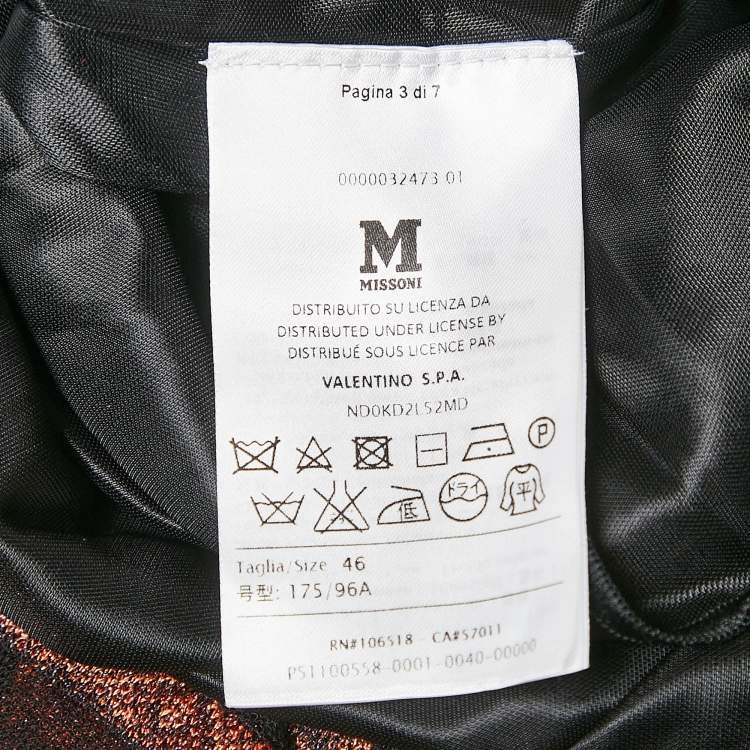 Pagina 3 di 7
0000032473 01
M
MISSONI
DISTRIBUITO SU LICENZA DA
DISTRIBUTED UNDER LICENSE BY
DISTRIBUÉ SOUS LICENCE PAR
VALENTINO S.P.A.
ND0KD2L52MD
P
低 ドライ 平
Taglia/Size 46
号型: 175/96A
RN#106518 - CA#57011
PS1100558-0001-0040-00000